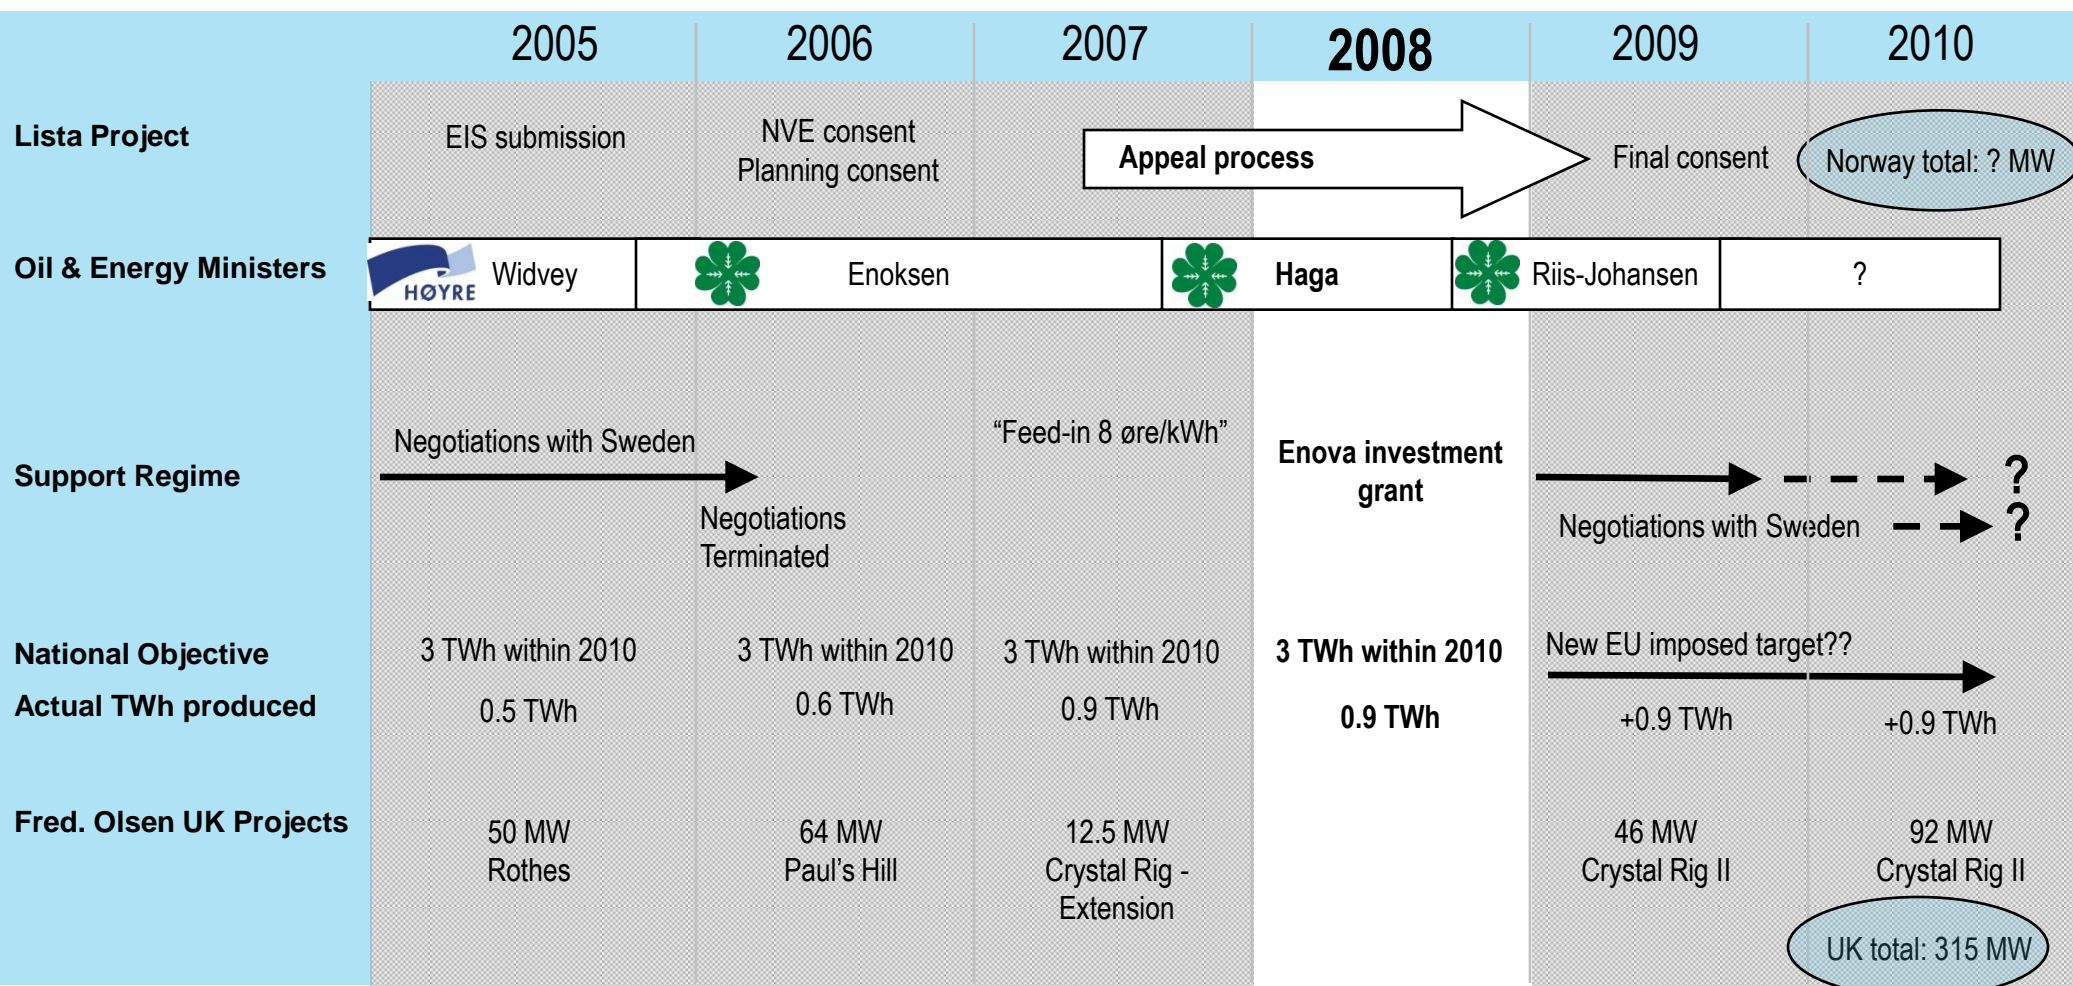 2005 2006 2007 2008 2009 2010
Lista Project
EIS submission
NVE consent
Planning consent
Appeal process
Final consent
Norway total: ? MW
Oil & Energy Ministers
HØYRE
Widvey
Enoksen
Haga
Riis-Johansen
?
Support Regime
Negotiations with Sweden
Negotiations
Terminated
“Feed-in 8 øre/kWh”
Enova investment
grant
?
Negotiations with Sweden
?
National Objective
3 TWh within 2010
3 TWh within 2010
3 TWh within 2010
3 TWh within 2010
New EU imposed target??
Actual TWh produced
0.5 TWh
0.6 TWh
0.9 TWh
0.9 TWh
+0.9 TWh
+0.9 TWh
Fred. Olsen UK Projects
50 MW
Rothes
64 MW
Paul’s Hill
12.5 MW
Crystal Rig -
Extension
46 MW
Crystal Rig II
92 MW
Crystal Rig II
UK total: 315 MW